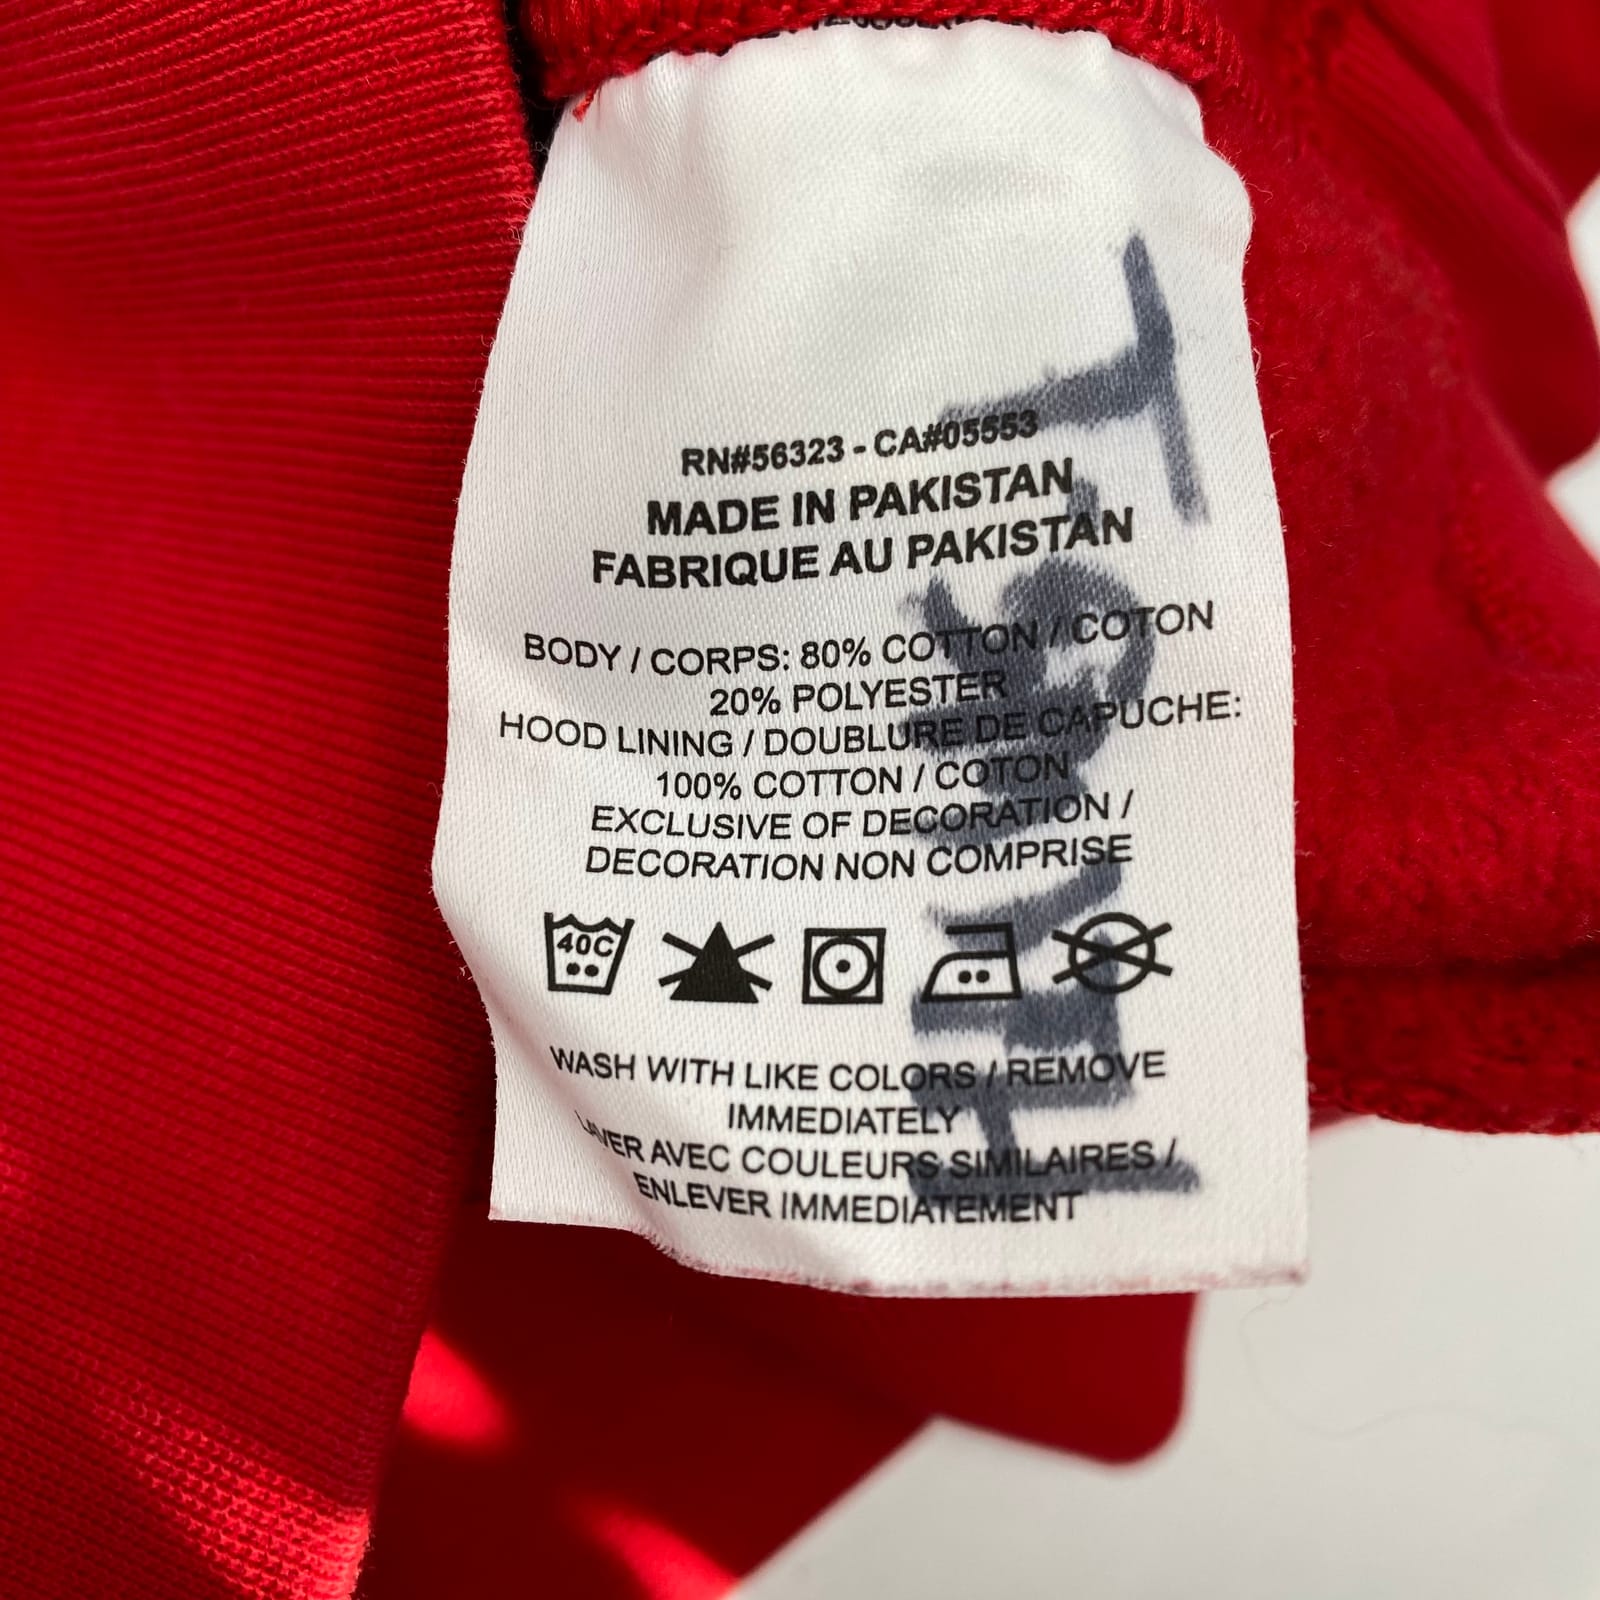 RN#56323 - CA#05553
MADE IN PAKISTAN
FABRIQUE AU PAKISTAN
BODY / CORPS: 80% COTTON / COTON
20% POLYESTER
HOOD LINING / DOUBLURE DE CAPUCHE:
100% COTTON / COTON
EXCLUSIVE OF DECORATION /
DECORATION NON COMPRISE
40C
WASH WITH LIKE COLORS / REMOVE
IMMEDIATELY
LAVER AVEC COULEURS SIMILAIRES /
ENLEVER IMMEDIATEMENT